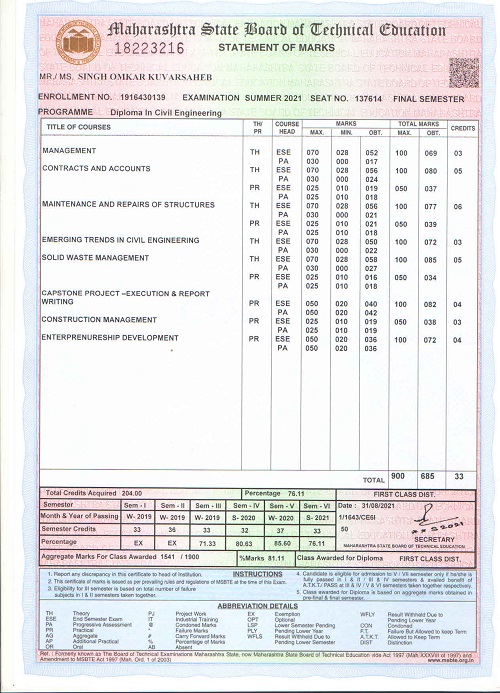 Maharashtra State Board of Technical Education
18223216
STATEMENT OF MARKS
MR./ MS. SINGH OMKAR KUVARSAHEB
ENROLLMENT NO. 1916430139 EXAMINATION SUMMER 2021 SEAT NO. 137614 FINAL SEMESTER
PROGRAMME Diploma In Civil Engineering
TITLE OF COURSES TH/ PR COURSE HEAD MARKS MAX. MIN. OBT. TOTAL MARKS MAX. OBT. CREDITS
MANAGEMENT TH ESE 070 028 052 100 069 03
PA 030 000 017
CONTRACTS AND ACCOUNTS TH ESE 070 028 056 100 080 05
PA 030 000 024
PR ESE 025 010 019 050 037
PA 025 010 018
MAINTENANCE AND REPAIRS OF STRUCTURES TH ESE 070 028 056 100 077 06
PA 030 000 021
PR ESE 025 010 021 050 039
PA 025 010 018
EMERGING TRENDS IN CIVIL ENGINEERING TH ESE 070 028 050 100 072 03
PA 030 000 022
SOLID WASTE MANAGEMENT TH ESE 070 028 058 100 085 05
PA 030 000 027
PR ESE 025 010 016 050 034
PA 025 010 018
CAPSTONE PROJECT –EXECUTION & REPORT
WRITING PR ESE 050 020 040 100 082 04
PA 050 020 042
CONSTRUCTION MANAGEMENT PR ESE 025 010 019 050 038 03
PA 025 010 019
ENTERPRENURESHIP DEVELOPMENT PR ESE 050 020 036 100 072 04
PA 050 020 036
TOTAL 900 685 33
Total Credits Acquired 204.00 Percentage 76.11 FIRST CLASS DIST.
Semester Sem - I Sem - II Sem - III Sem - IV Sem - V Sem - VI Date : 31/08/2021
Month & Year of Passing W- 2019 W- 2019 W- 2019 S- 2020 W- 2020 S- 2021 1/1643/CE6I
Semester Credits 33 36 33 32 37 33 50
SECRETARY
Percentage EX EX 71.33 80.63 85.60 76.11 MAHARASHTRA STATE BOARD OF TECHNICAL EDUCATION
Aggregate Marks For Class Awarded 1541 / 1900 %Marks 81.11 Class Awarded for Diploma FIRST CLASS DIST.
INSTRUCTIONS
1. Report any discrepancy in this certificate to head of institution.
2. This certificate of marks is issued as per prevailing rules and regulations of MSBTE at the time of this Exam.
3. Eligibility for III semester is based on total number of failure
subjects in I & II semesters taken together.
4. Candidate is eligible for admission to V / VII semester only if he/she is
fully passed in I & II / III & IV semesters & availed benefit of
A.T.K.T./ PASS at III & IV / V & VI semesters taken together respectively.
5. Class awarded for Diploma is based on aggregate marks obtained in
pre-final & final semester.
ABBREVIATION DETAILS
TH Theory PJ Project Work EX Exemption WFLY Result Withheld Due to
ESE End Semester Exam IT Industrial Training OPT Optional Pending Lower Year
PA Progressive Assessment @ Condoned Marks LSP Lower Semester Pending CON Condoned
PR Practical * Failure Marks PLY Pending Lower Year F.T. Failure But Allowed to keep Term
AG Aggregate # Carry Forward Marks WFLS Result Withheld Due to A.T.K.T. Allowed to Keep Term
AP Additional Practical % Percentage of Marks Pending Lower Semester DIST Distinction
OR Oral AB Absent
Ref. : Formerly known as The Board of Technical Examinations Maharashtra State, now Maharashtra State Board of Technical Education vide Act 1997 (Mah.XXXVIII of 1997) and
Amendment to MSBTE Act 1997 (Mah. Ord. 1 of 2003) www.msbte.org.in